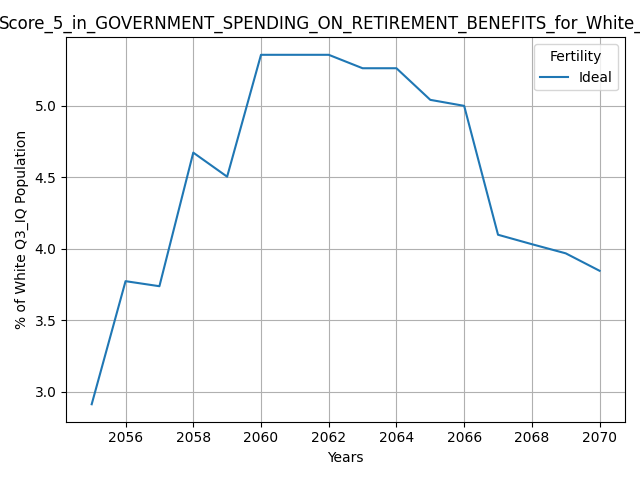 Score_5_in_GOVERNMENT_SPENDING_ON_RETIREMENT_BENEFITS_for_White_
Fertility
Ideal
% of White Q3_IQ Population
5.0
4.5
4.0
3.5
3.0
2056 2058 2060 2062 2064 2066 2068 2070
Years